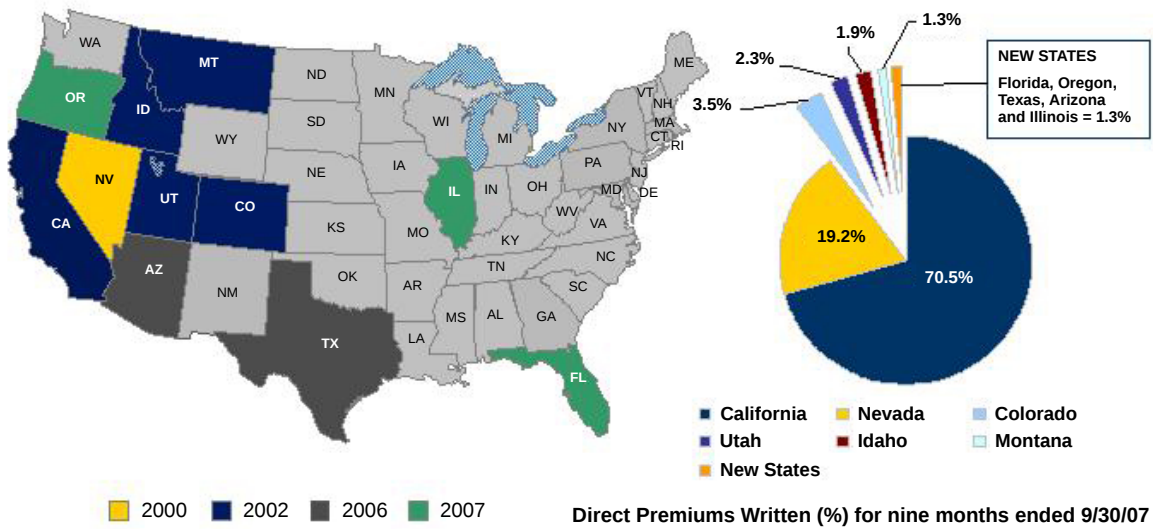 WA
OR
ID
MT
ND
SD
MN
WI
MI
WY
NE
IA
IL
IN
OH
PA
NY
VT
NH
ME
MA
CT
RI
NJ
DE
MD
WV
VA
KY
NC
TN
SC
NV
CA
UT
CO
KS
MO
AZ
NM
OK
AR
TX
LA
MS
AL
GA
FL
2000 2002 2006 2007
1.3%
1.9%
2.3%
3.5%
19.2%
70.5%
NEW STATES
Florida, Oregon,
Texas, Arizona
and Illinois = 1.3%
California Nevada Colorado
Utah Idaho Montana
New States
Direct Premiums Written (%) for nine months ended 9/30/07